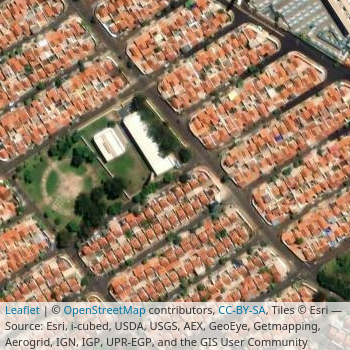 Leaflet | © OpenStreetMap contributors, CC-BY-SA, Tiles © Esri —
Source: Esri, i-cubed, USDA, USGS, AEX, GeoEye, Getmapping,
Aerogrid, IGN, IGP, UPR-EGP, and the GIS User Community